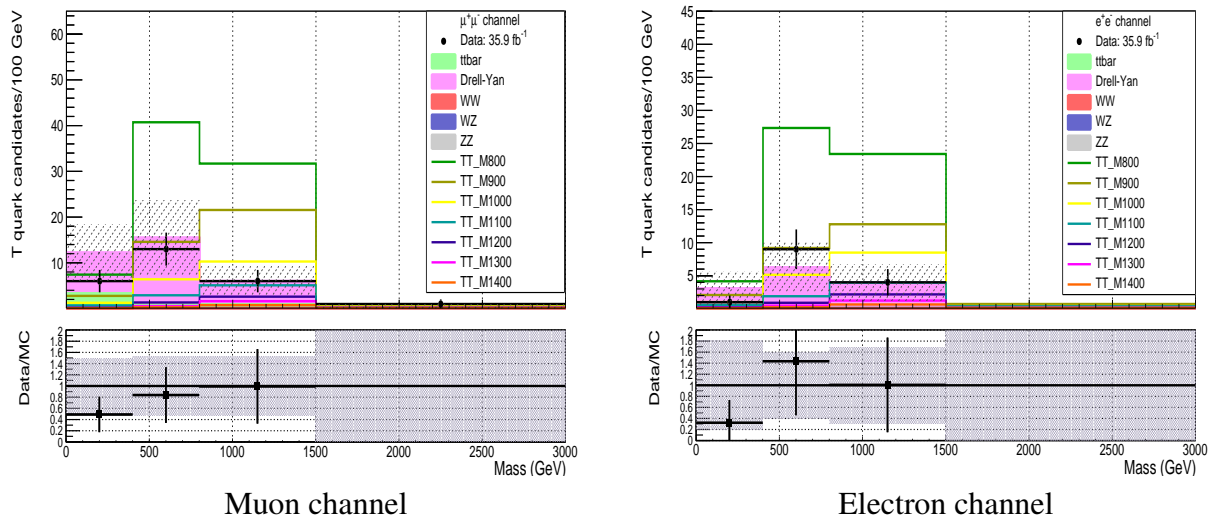 T quark candidates/100 GeV
60
50
40
30
20
10
μ⁺μ⁻ channel
Data: 35.9 fb⁻¹
ttbar
Drell-Yan
WW
WZ
ZZ
TT_M800
TT_M900
TT_M1000
TT_M1100
TT_M1200
TT_M1300
TT_M1400
Data/MC
2
1.8
1.6
1.4
1.2
1
0.8
0.6
0.4
0.2
0
0 500 1000 1500 2000 2500 3000
Mass (GeV)
Muon channel
T quark candidates/100 GeV
45
40
35
30
25
20
15
10
5
e⁺e⁻ channel
Data: 35.9 fb⁻¹
ttbar
Drell-Yan
WW
WZ
ZZ
TT_M800
TT_M900
TT_M1000
TT_M1100
TT_M1200
TT_M1300
TT_M1400
Data/MC
2
1.8
1.6
1.4
1.2
1
0.8
0.6
0.4
0.2
0
0 500 1000 1500 2000 2500 3000
Mass (GeV)
Electron channel